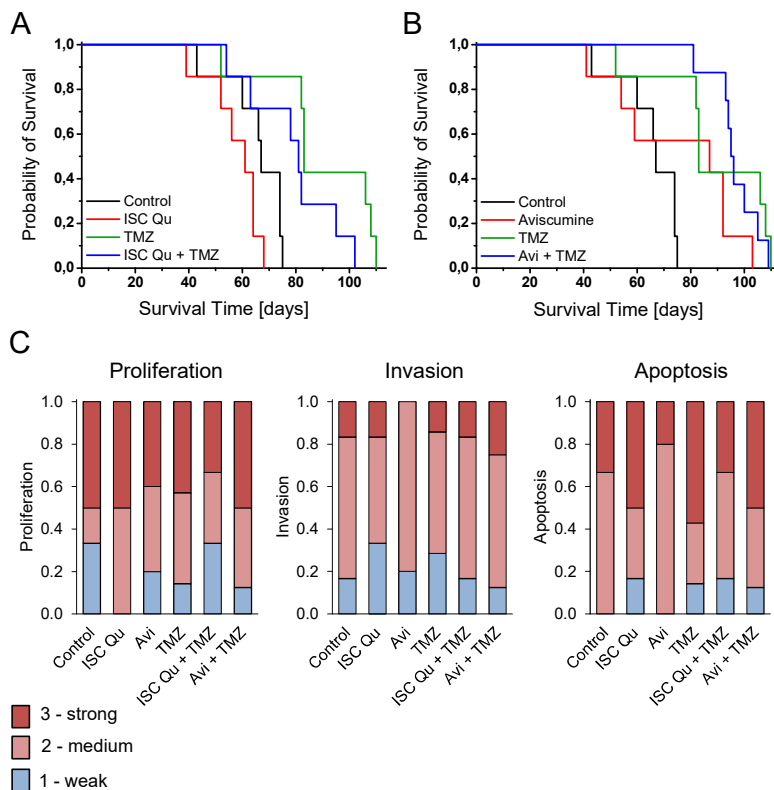 A
Probability of Survival
1,0
0,8
0,6
0,4
0,2
0,0
Control
ISC Qu
TMZ
ISC Qu + TMZ
0 20 40 60 80 100
Survival Time [days]
B
Probability of Survival
1,0
0,8
0,6
0,4
0,2
0,0
Control
Aviscumine
TMZ
Avi + TMZ
0 20 40 60 80 100
Survival Time [days]
C
Proliferation
Proliferation
1.0
0.8
0.6
0.4
0.2
0.0
Control
ISC Qu
Avi
TMZ
ISC Qu + TMZ
Avi + TMZ
Invasion
Invasion
1.0
0.8
0.6
0.4
0.2
0.0
Control
ISC Qu
Avi
TMZ
ISC Qu + TMZ
Avi + TMZ
Apoptosis
Apoptosis
1.0
0.8
0.6
0.4
0.2
0.0
Control
ISC Qu
Avi
TMZ
ISC Qu + TMZ
Avi + TMZ
3 - strong
2 - medium
1 - weak